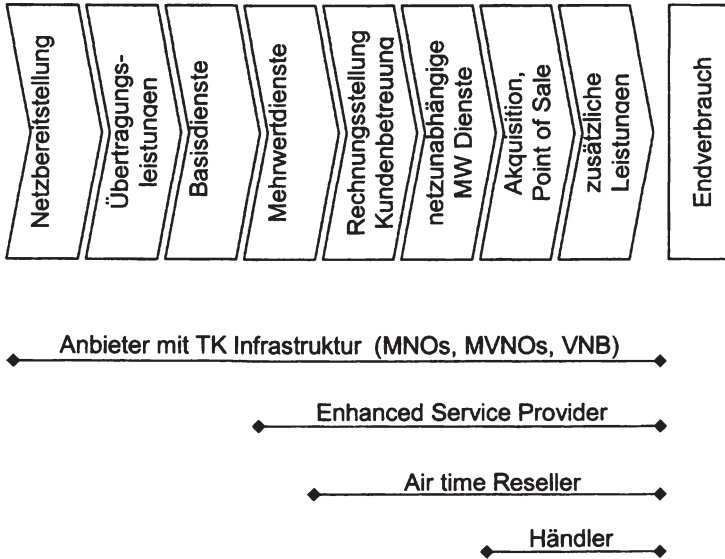 Netzbereitstellung
Übertragungs-
leistungen
Basisdienste
Mehrwertdienste
Rechnungsstellung
Kundenbetreuung
netzunabhängige
MW Dienste
Akquisition,
Point of Sale
zusätzliche
Leistungen
Endverbrauch
Anbieter mit TK Infrastruktur (MNOs, MVNOs, VNB)
Enhanced Service Provider
Air time Reseller
Händler